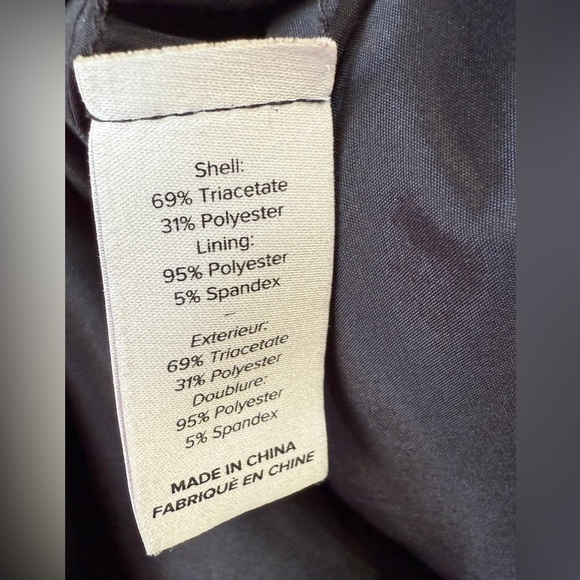 Shell:
69% Triacetate
31% Polyester
Lining:
95% Polyester
5% Spandex
–
Exterieur:
69% Triacetate
31% Polyester
Doublure:
95% Polyester
5% Spandex
MADE IN CHINA
FABRIQUÈ EN CHINE